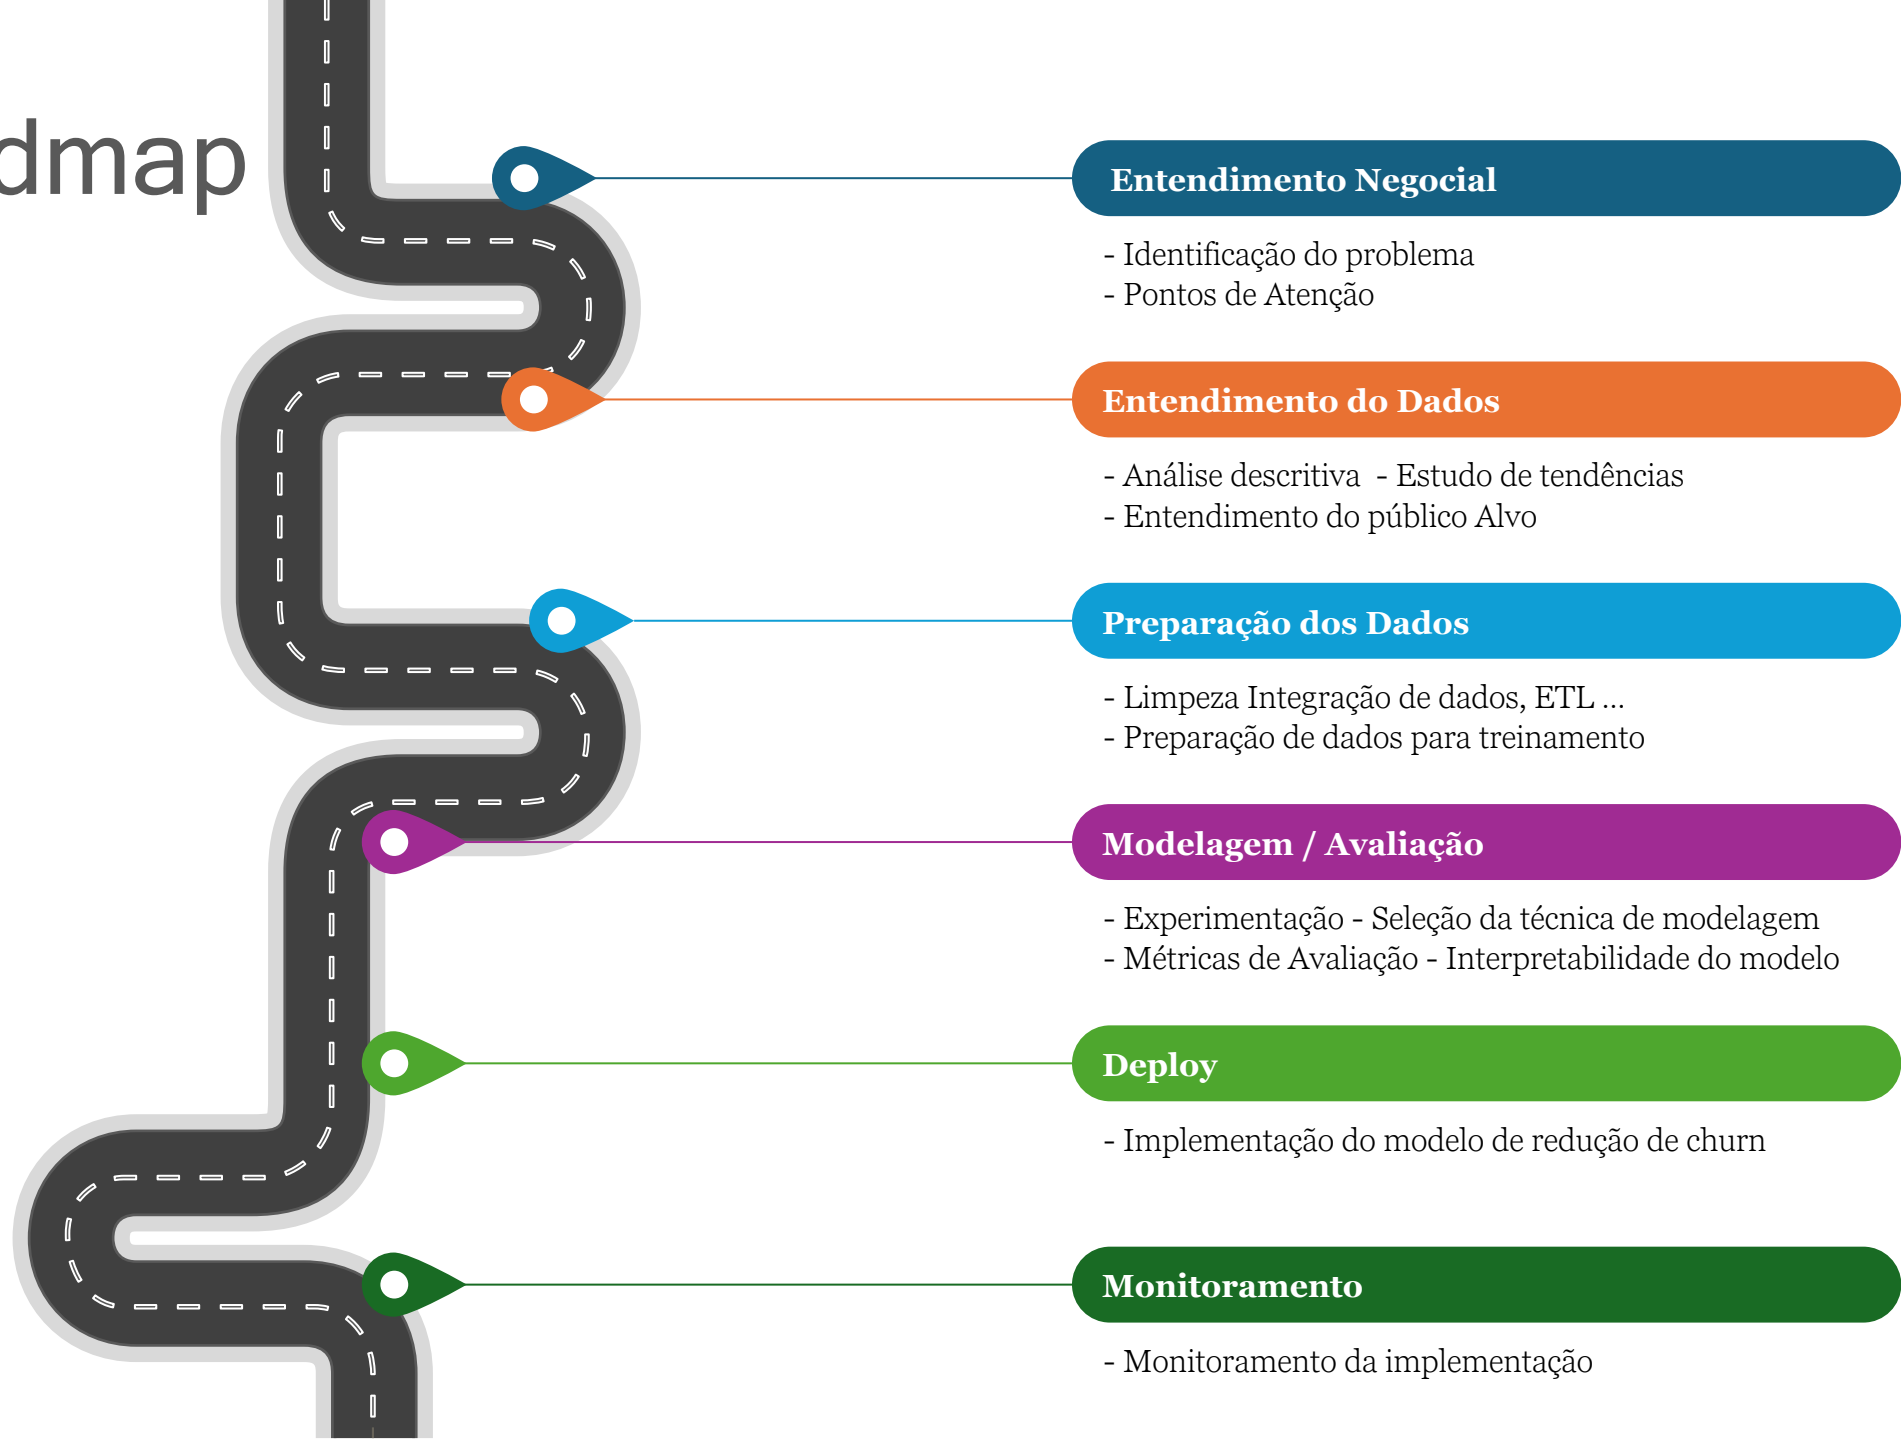 dmap
Entendimento Negocial
- Identificação do problema
- Pontos de Atenção
Entendimento do Dados
- Análise descritiva  - Estudo de tendências
- Entendimento do público Alvo
Preparação dos Dados
- Limpeza Integração de dados, ETL ...
- Preparação de dados para treinamento
Modelagem / Avaliação
- Experimentação - Seleção da técnica de modelagem
- Métricas de Avaliação - Interpretabilidade do modelo
Deploy
- Implementação do modelo de redução de churn
Monitoramento
- Monitoramento da implementação